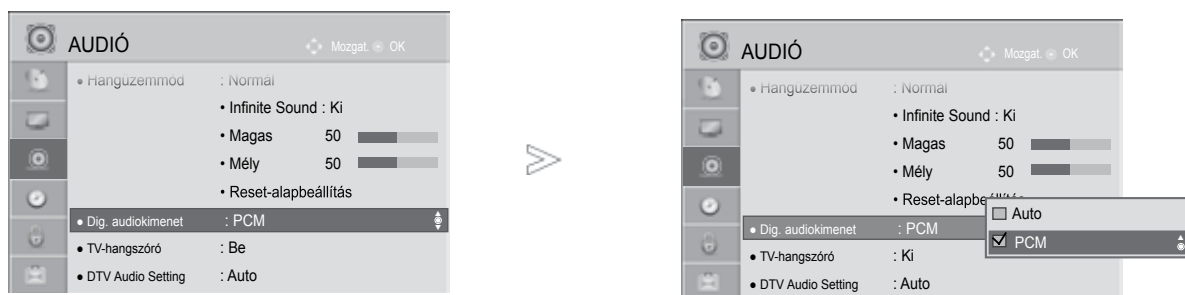 AUDIÓ
Mozgat. OK
• Hangüzemmód : Normál
• Infinite Sound : Ki
• Magas 50
• Mély 50
• Reset-alapbeállítás
• Dig. audiokimenet : PCM
• TV-hangszóró : Be
• DTV Audio Setting : Auto
>
AUDIÓ
Mozgat. OK
• Hangüzemmód : Normál
• Infinite Sound : Ki
• Magas 50
• Mély 50
• Reset-alapbeállítás
Auto
• Dig. audiokimenet : PCM
PCM
• TV-hangszóró : Ki
• DTV Audio Setting : Auto